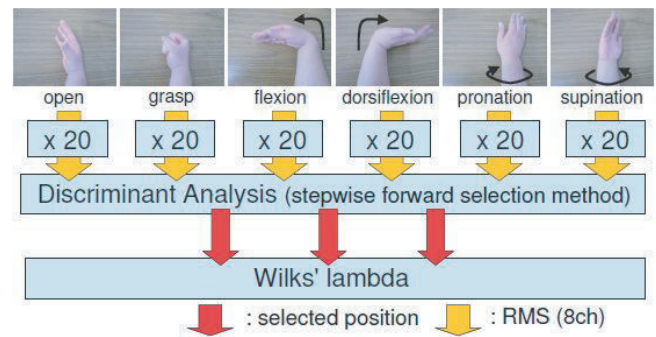 open grasp flexion dorsiflexion pronation supination
x 20 x 20 x 20 x 20 x 20 x 20
Discriminant Analysis (stepwise forward selection method)
Wilks' lambda
: selected position : RMS (8ch)